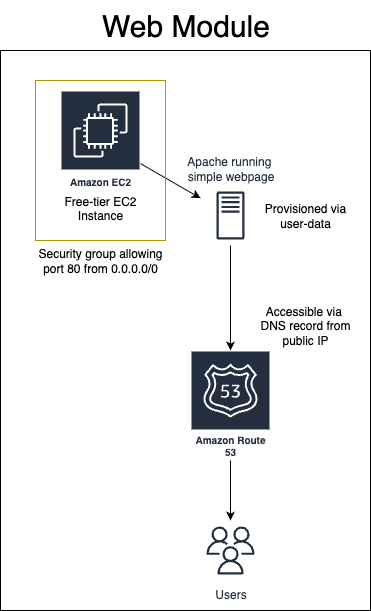 Web Module
Amazon EC2
Free-tier EC2
Instance
Security group allowing
port 80 from 0.0.0.0/0
Apache running
simple webpage
Provisioned via
user-data
Accessible via
DNS record from
public IP
53
Amazon Route
53
Users